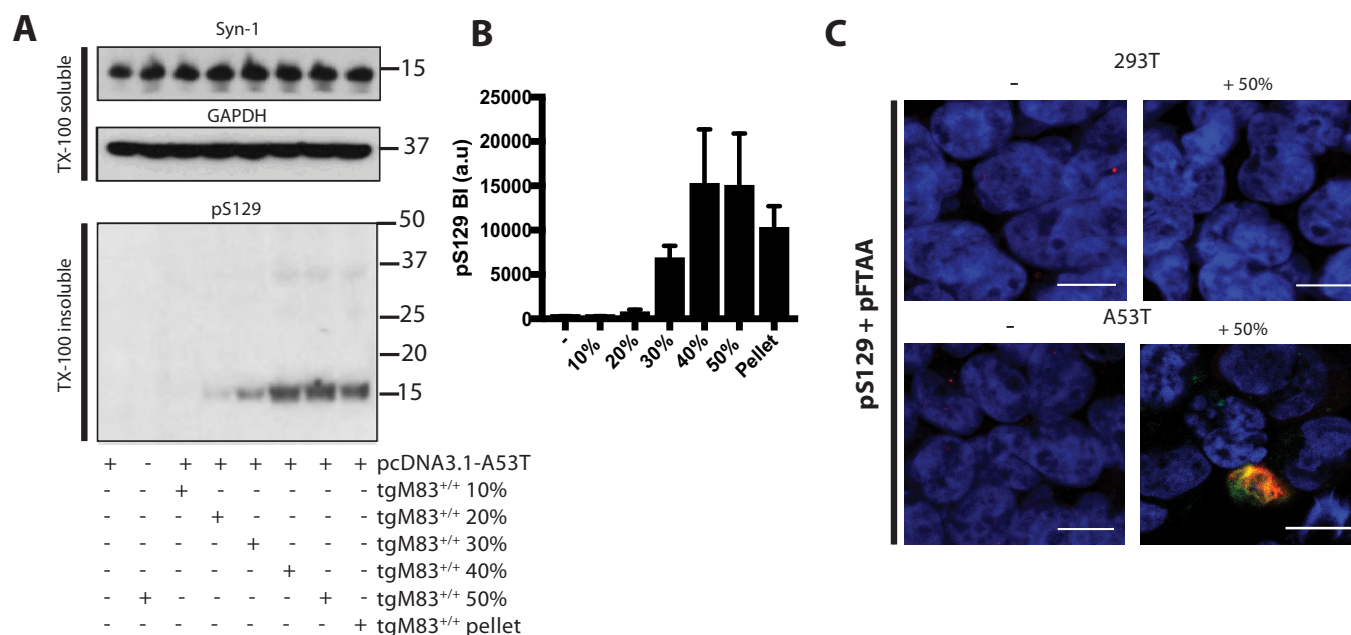 A
Syn-1
TX-100 soluble
15
GAPDH
37
pS129
TX-100 insoluble
50
37
25
20
15
+ - + + + + + + pcDNA3.1-A53T
- - + - - - - - tgM83+/+ 10%
- - - + - - - - tgM83+/+ 20%
- - - - + - - - tgM83+/+ 30%
- - - - - + - - tgM83+/+ 40%
- + - - - - + - tgM83+/+ 50%
- - - - - - - + tgM83+/+ pellet
B
pS129 BI (a.u)
25000
20000
15000
10000
5000
0
- 10% 20% 30% 40% 50% Pellet
C
293T
- + 50%
pS129 + pFTAA
A53T
- + 50%